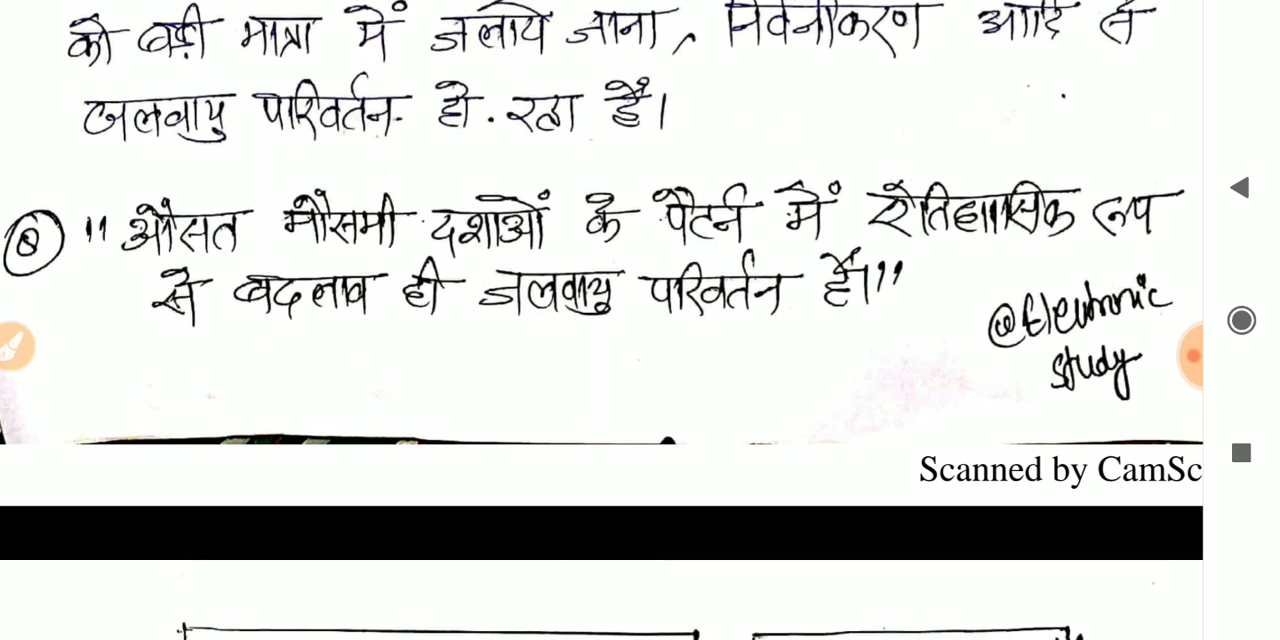 को बड़ी मात्रा में जलाये जाना, निवनीकरण आदि से
जलवायु परिवर्तन हो रहा है।
⑧ "औसत मौसमी दशाओं के पैटर्न में ऐतिहासिक रूप
से बदलाव ही जलवायु परिवर्तन है।"
@Electronic
study
Scanned by CamSc